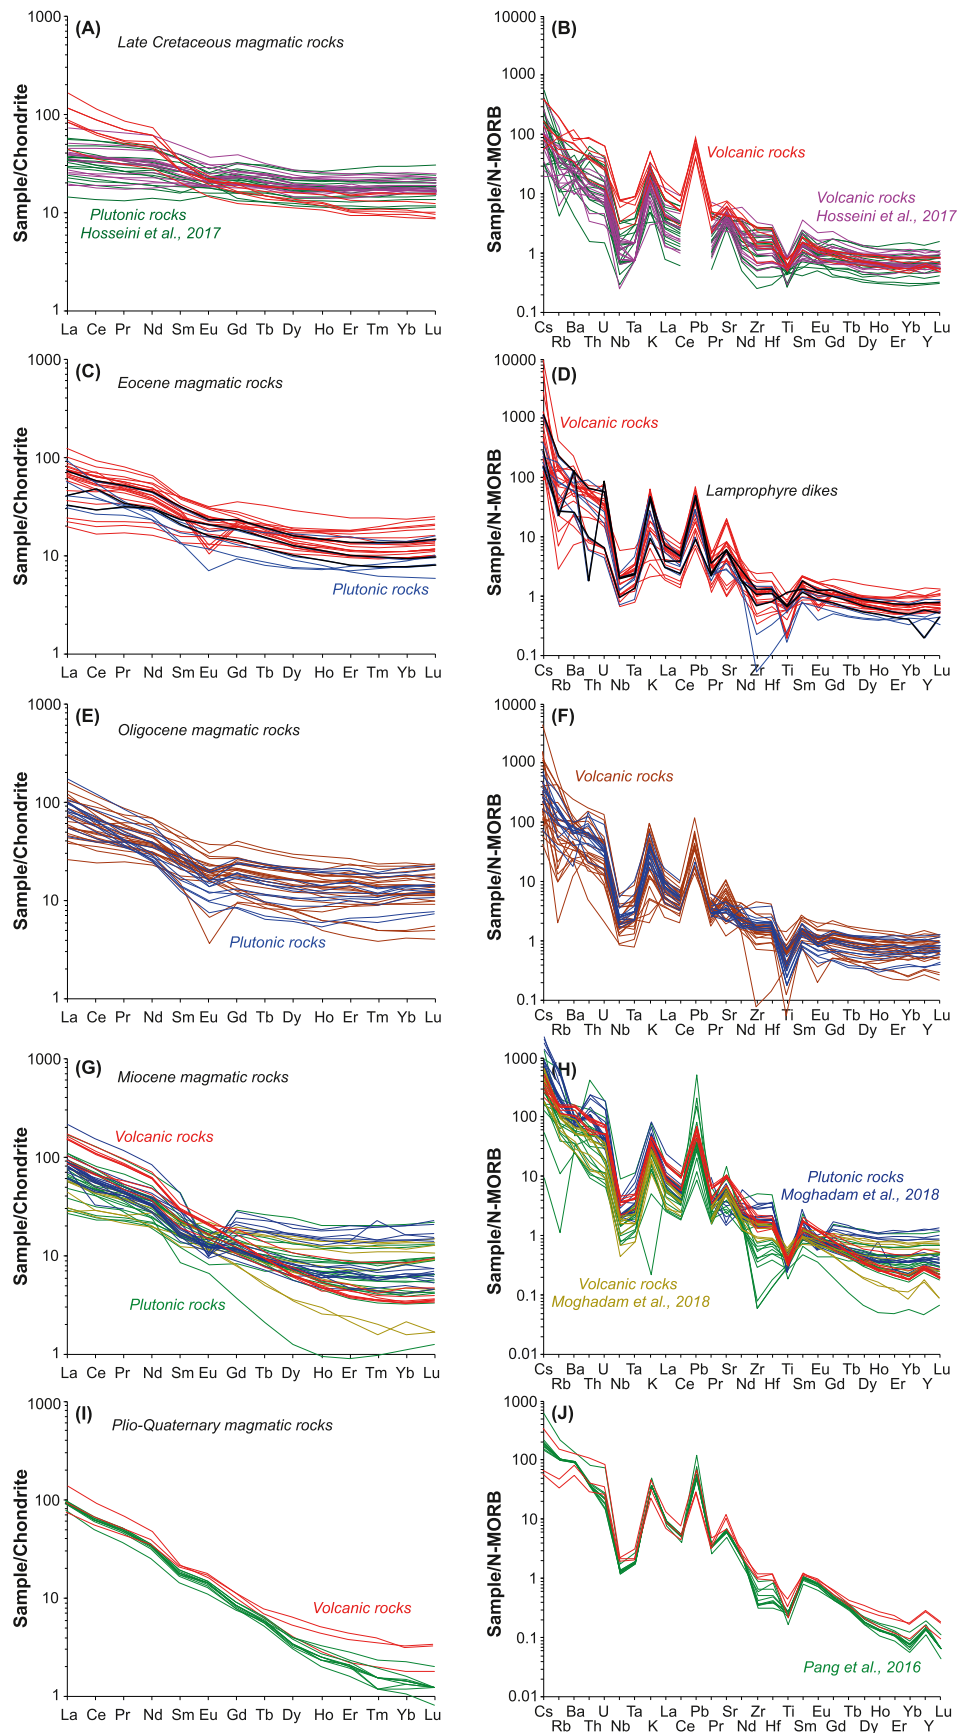 (A)
Late Cretaceous magmatic rocks
Sample/Chondrite
1000
100
10
1
Plutonic rocks
Hosseini et al., 2017
La Ce Pr Nd Sm Eu Gd Tb Dy Ho Er Tm Yb Lu
(B)
Sample/N-MORB
10000
1000
100
10
1
0.1
Volcanic rocks
Volcanic rocks
Hosseini et al., 2017
Cs Ba U Ta La Pb Sr Zr Ti Eu Tb Ho Yb Lu
Rb Th Nb K Ce Pr Nd Hf Sm Gd Dy Er Y
(C)
Eocene magmatic rocks
Sample/Chondrite
1000
100
10
1
Plutonic rocks
La Ce Pr Nd Sm Eu Gd Tb Dy Ho Er Tm Yb Lu
(D)
Sample/N-MORB
10000
1000
100
10
1
0.1
Volcanic rocks
Lamprophyre dikes
Cs Ba U Ta La Pb Sr Zr Ti Eu Tb Ho Yb Lu
Rb Th Nb K Ce Pr Nd Hf Sm Gd Dy Er Y
(E)
Oligocene magmatic rocks
Sample/Chondrite
1000
100
10
1
Plutonic rocks
La Ce Pr Nd Sm Eu Gd Tb Dy Ho Er Tm Yb Lu
(F)
Sample/N-MORB
10000
1000
100
10
1
0.1
Volcanic rocks
Cs Ba U Ta La Pb Sr Zr Ti Eu Tb Ho Yb Lu
Rb Th Nb K Ce Pr Nd Hf Sm Gd Dy Er Y
(G)
Miocene magmatic rocks
Sample/Chondrite
1000
100
10
1
Volcanic rocks
Plutonic rocks
La Ce Pr Nd Sm Eu Gd Tb Dy Ho Er Tm Yb Lu
(H)
Sample/N-MORB
1000
100
10
1
0.1
0.01
Plutonic rocks
Moghadam et al., 2018
Volcanic rocks
Moghadam et al., 2018
Cs Ba U Ta La Pb Sr Zr Ti Eu Tb Ho Yb Lu
Rb Th Nb K Ce Pr Nd Hf Sm Gd Dy Er Y
(I)
Plio-Quaternary magmatic rocks
Sample/Chondrite
1000
100
10
1
Volcanic rocks
La Ce Pr Nd Sm Eu Gd Tb Dy Ho Er Tm Yb Lu
(J)
Sample/N-MORB
1000
100
10
1
0.1
0.01
Pang et al., 2016
Cs Ba U Ta La Pb Sr Zr Ti Eu Tb Ho Yb Lu
Rb Th Nb K Ce Pr Nd Hf Sm Gd Dy Er Y